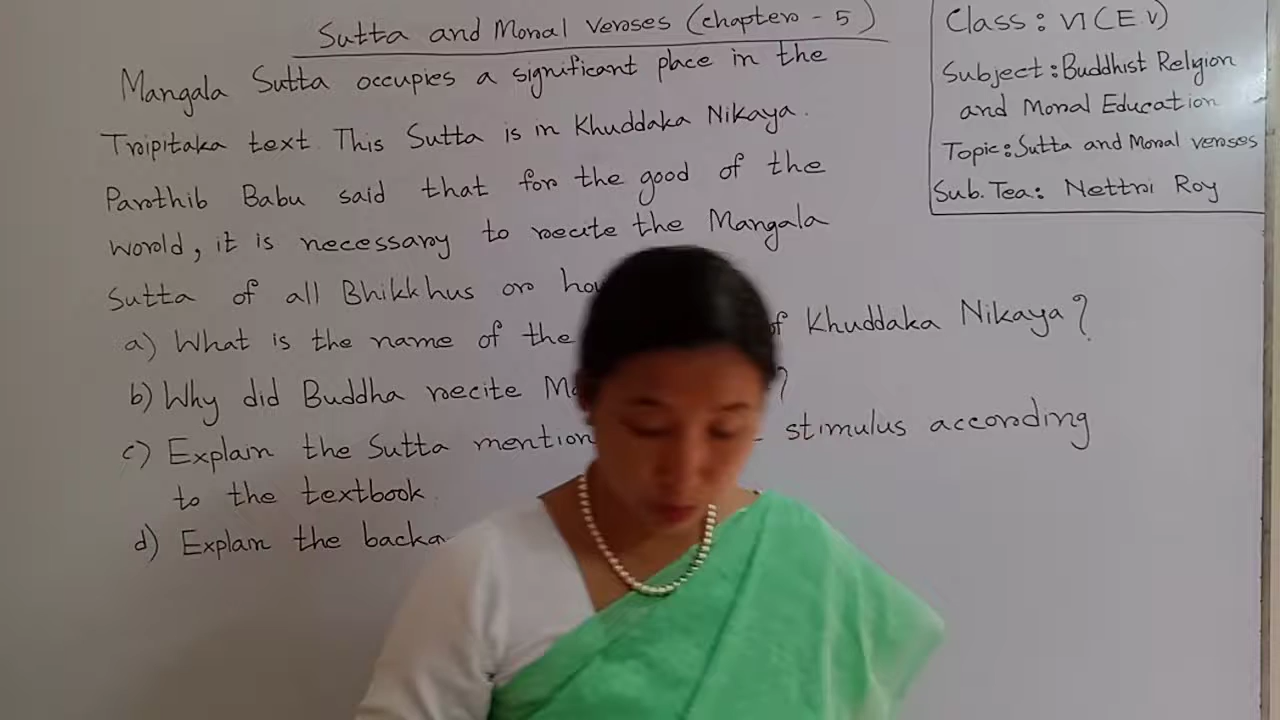 Sutta and Moral Verses (chapter - 5)
Mangala Sutta occupies a significant place in the
Tripitaka text. This Sutta is in Khuddaka Nikaya.
Parthib Babu said that for the good of the
world, it is necessary to recite the Mangala
Sutta of all Bhikkhus or
a) What is the name of the of Khuddaka Nikaya?
b) Why did Buddha recite ?
c) Explain the Sutta stimulus according
to the textbook.
d) Explain the
Class: VI (E.V)
Subject: Buddhist Religion
and Moral Education
Topic: Sutta and Moral verses
Sub. Tea: Nettri Roy